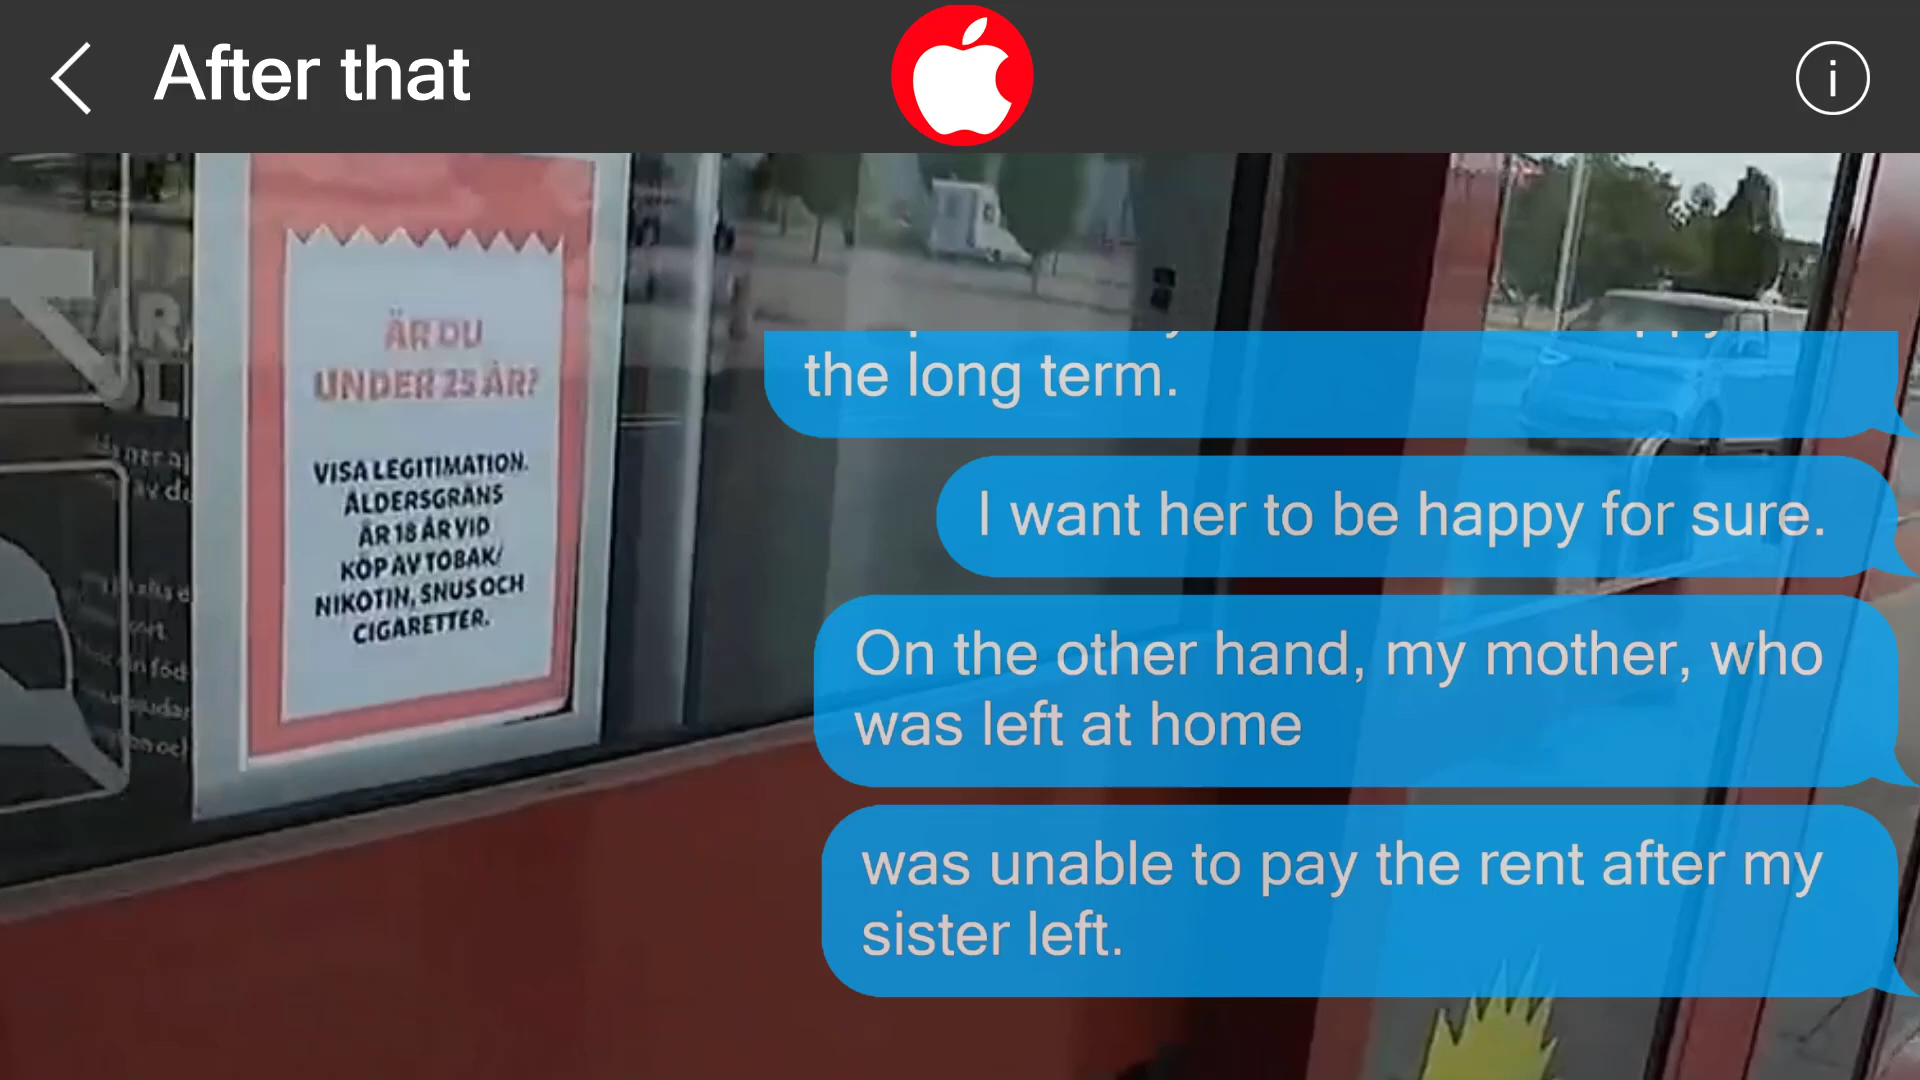 After that
ÄR DU
UNDER 25 ÅR?
VISA LEGITIMATION.
ÅLDERSGRÄNS
ÄR 18 ÅR VID
KÖP AV TOBAK/
NIKOTIN, SNUS OCH
CIGARETTER.
the long term.
I want her to be happy for sure.
On the other hand, my mother, who
was left at home
was unable to pay the rent after my
sister left.